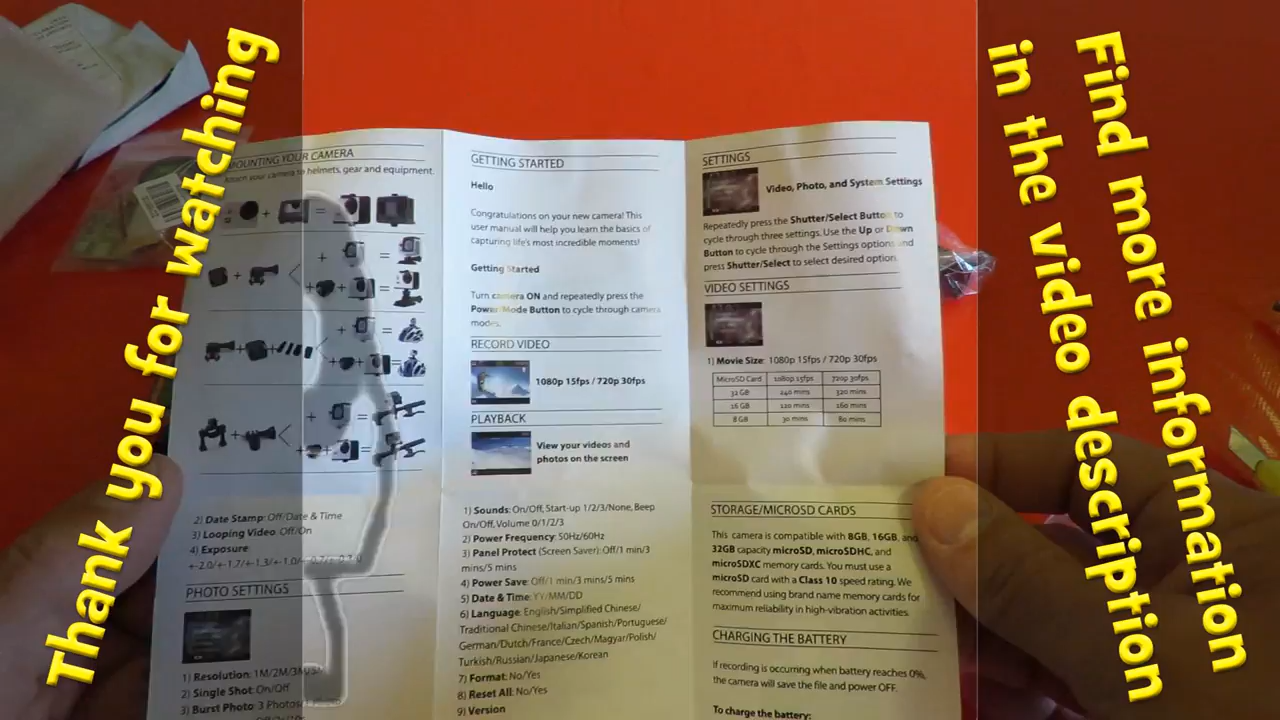 Thank you for watching
MOUNTING YOUR CAMERA
Attach your camera to helmets, gear and equipment.
2) Date Stamp: Off/Date & Time
3) Looping Video: Off/On
4) Exposure
+-2.0/+-1.7/+-1.3/+-1.0/+-0.7/+-0.3/0
PHOTO SETTINGS
1) Resolution: 1M/2M/3M/5M
2) Single Shot: On/Off
3) Burst Photo: 3 Photos/
GETTING STARTED
Hello
Congratulations on your new camera! This
user manual will help you learn the basics of
capturing life's most incredible moments!
Getting Started
Turn camera ON and repeatedly press the
Power/Mode Button to cycle through camera
modes.
RECORD VIDEO
1080p 15fps / 720p 30fps
PLAYBACK
View your videos and
photos on the screen
1) Sounds: On/Off, Start-up 1/2/3/None, Beep
On/Off, Volume 0/1/2/3
2) Power Frequency: 50Hz/60Hz
3) Panel Protect (Screen Saver): Off/1 min/3
mins/5 mins
4) Power Save: Off/1 min/3 mins/5 mins
5) Date & Time: YY/MM/DD
6) Language: English/Simplified Chinese/
Traditional Chinese/Italian/Spanish/Portuguese/
German/Dutch/France/Czech/Magyar/Polish/
Turkish/Russian/Japanese/Korean
7) Format: No/Yes
8) Reset All: No/Yes
9) Version
SETTINGS
Video, Photo, and System Settings
Repeatedly press the Shutter/Select Button to
cycle through three settings. Use the Up or Down
Button to cycle through the Settings options and
press Shutter/Select to select desired option.
VIDEO SETTINGS
1) Movie Size: 1080p 15fps / 720p 30fps
MicroSD Card 1080p 15fps 720p 30fps
32 GB 240 mins 320 mins
16 GB 120 mins 160 mins
8 GB 30 mins 80 mins
STORAGE/MICROSD CARDS
This camera is compatible with 8GB, 16GB, and
32GB capacity microSD, microSDHC, and
microSDXC memory cards. You must use a
microSD card with a Class 10 speed rating. We
recommend using brand name memory cards for
maximum reliability in high-vibration activities.
CHARGING THE BATTERY
If recording is occurring when battery reaches 0%,
the camera will save the file and power OFF.
To charge the battery:
Find more information
in the video description